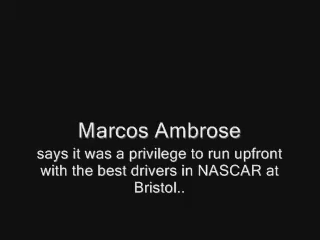 Marcos Ambrose
says it was a privilege to run upfront
with the best drivers in NASCAR at
Bristol..